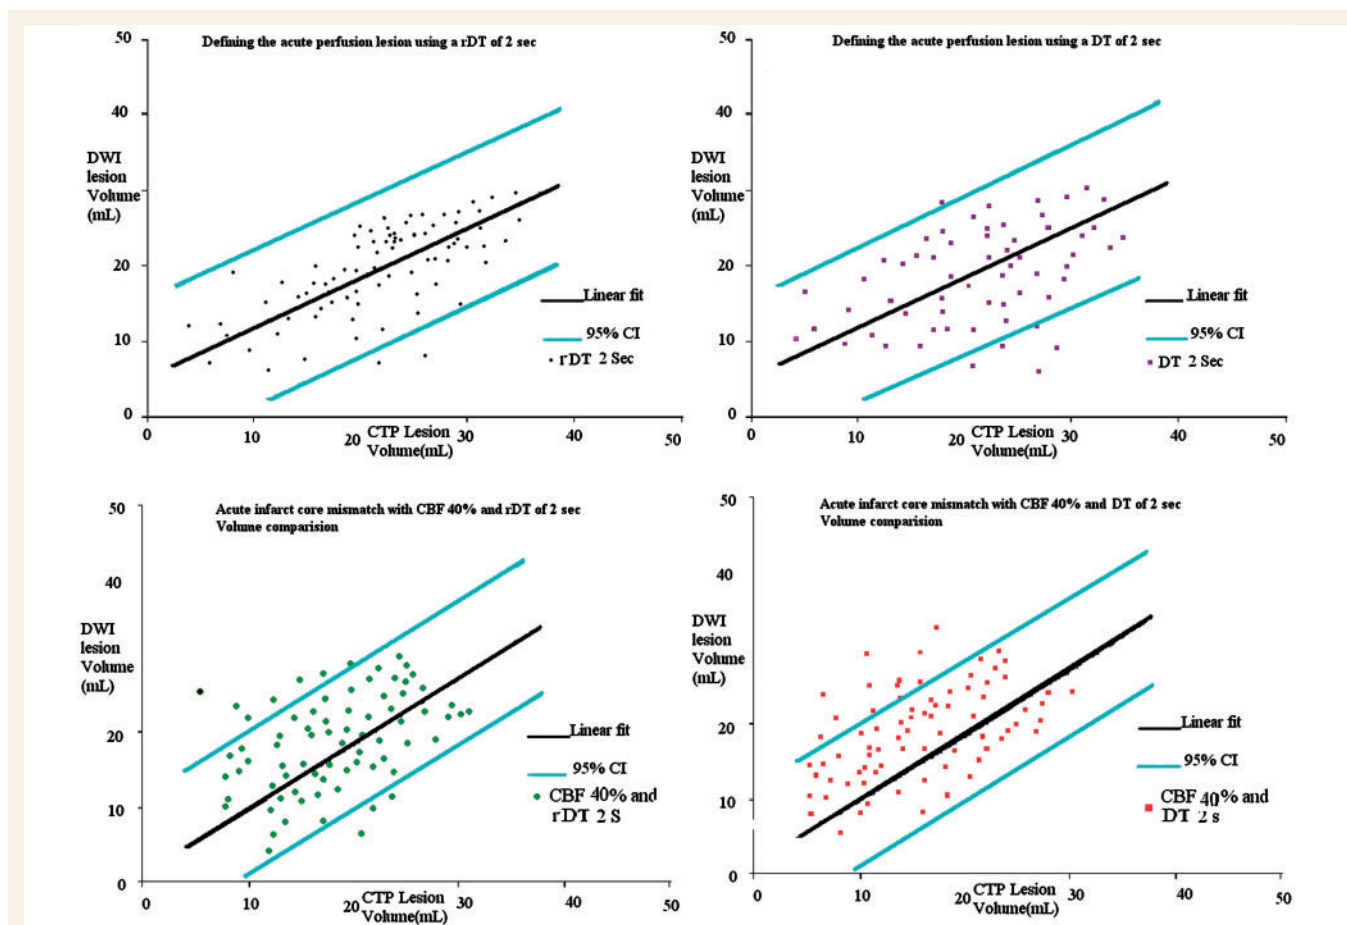 Defining the acute perfusion lesion using a rDT of 2 sec
50
40
DWI
lesion
Volume
(mL)
20
10
0
Linear fit
95% CI
rDT 2 Sec
0 10 20 30 40 50
CTP Lesion
Volume(mL)
Defining the acute perfusion lesion using a DT of 2 sec
50
40
DWI
lesion
Volume
(mL)
20
10
0
Linear fit
95% CI
DT 2 Sec
0 10 20 30 40 50
CTP Lesion
Volume(mL)
Acute infarct core mismatch with CBF 40% and rDT of 2 sec
Volume comparision
50
40
DWI
lesion
Volume
(mL)
20
10
0
Linear fit
95% CI
CBF 40% and
rDT 2 S
0 10 20 30 40 50
CTP Lesion
Volume(mL)
Acute infarct core mismatch with CBF 40% and DT of 2 sec
Volume comparision
50
40
DWI
lesion
Volume
(mL)
20
10
0
Linear fit
95% CI
CBF 40% and
DT 2 s
0 10 20 30 40 50
CTP Lesion
Volume(mL)